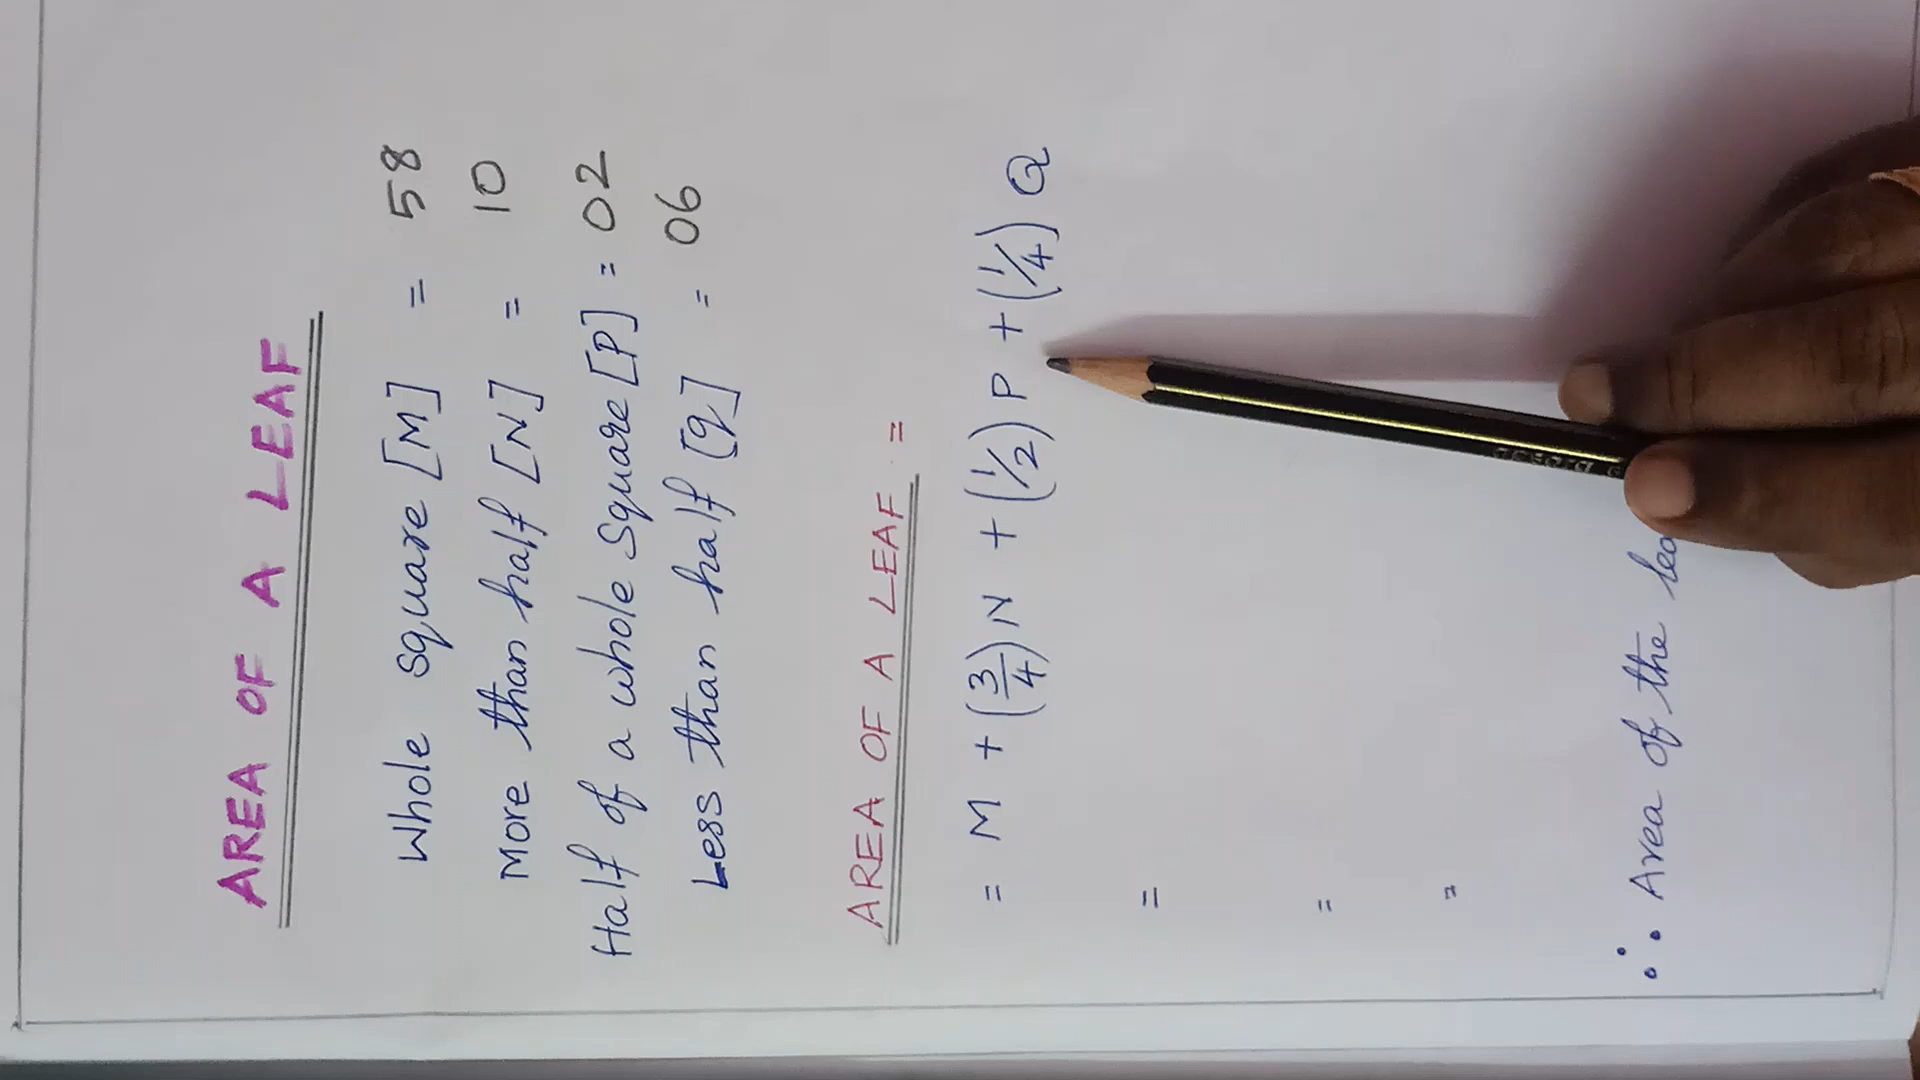 AREA OF A LEAF
Whole square [M] = 58
More than half [N] = 10
Half of a whole square [P] = 02
Less than half [q] = 06
AREA OF A LEAF =
= M + (3/4) N + (1/2) P + (1/4) Q
=
=
=
∴ Area of the